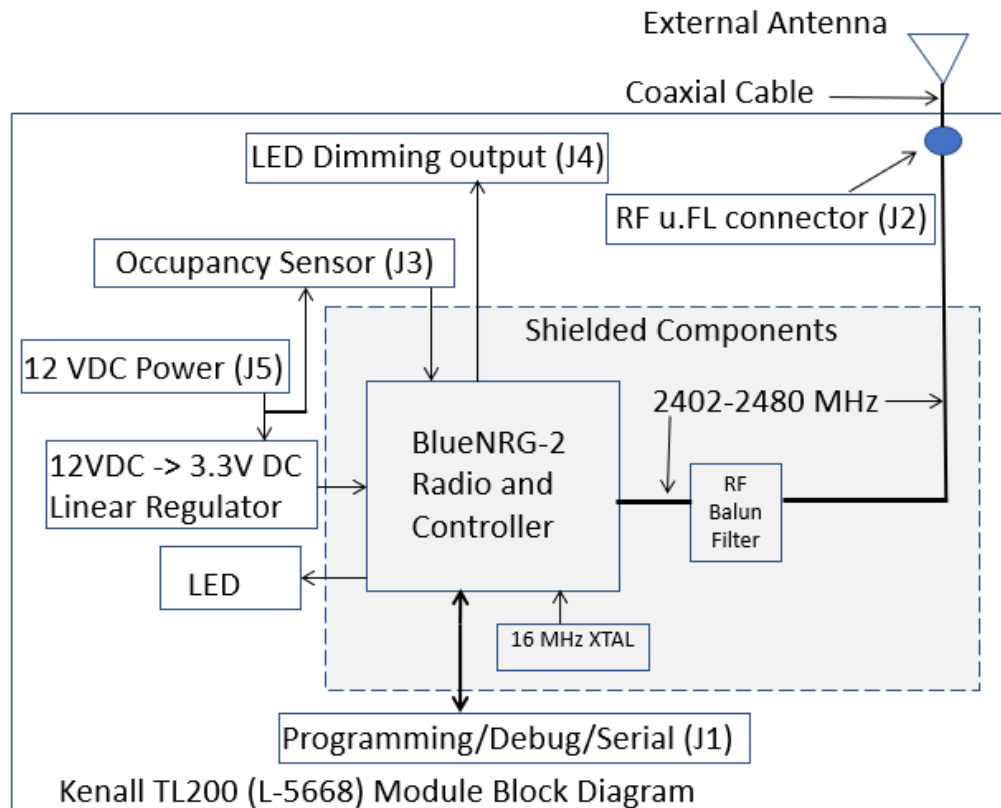 External Antenna
Coaxial Cable
LED Dimming output (J4)
RF u.FL connector (J2)
Occupancy Sensor (J3)
Shielded Components
12 VDC Power (J5)
2402-2480 MHz
12VDC -> 3.3V DC
Linear Regulator
BlueNRG-2
Radio and
Controller
RF
Balun
Filter
LED
16 MHz XTAL
Programming/Debug/Serial (J1)
Kenall TL200 (L-5668) Module Block Diagram